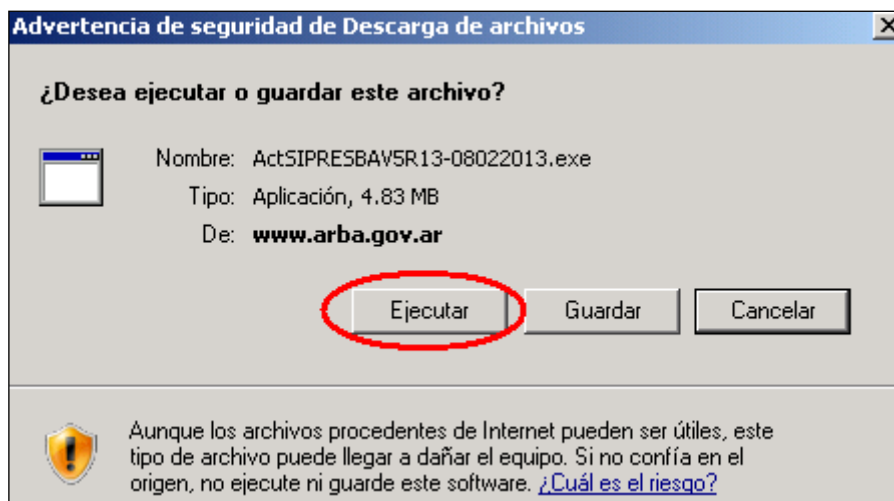 Advertencia de seguridad de Descarga de archivos
¿Desea ejecutar o guardar este archivo?
Nombre: ActSIPRESBAV5R13-08022013.exe
Tipo: Aplicación, 4.83 MB
De: www.arba.gov.ar
Ejecutar Guardar Cancelar
Aunque los archivos procedentes de Internet pueden ser útiles, este
tipo de archivo puede llegar a dañar el equipo. Si no confía en el
origen, no ejecute ni guarde este software. ¿Cuál es el riesgo?